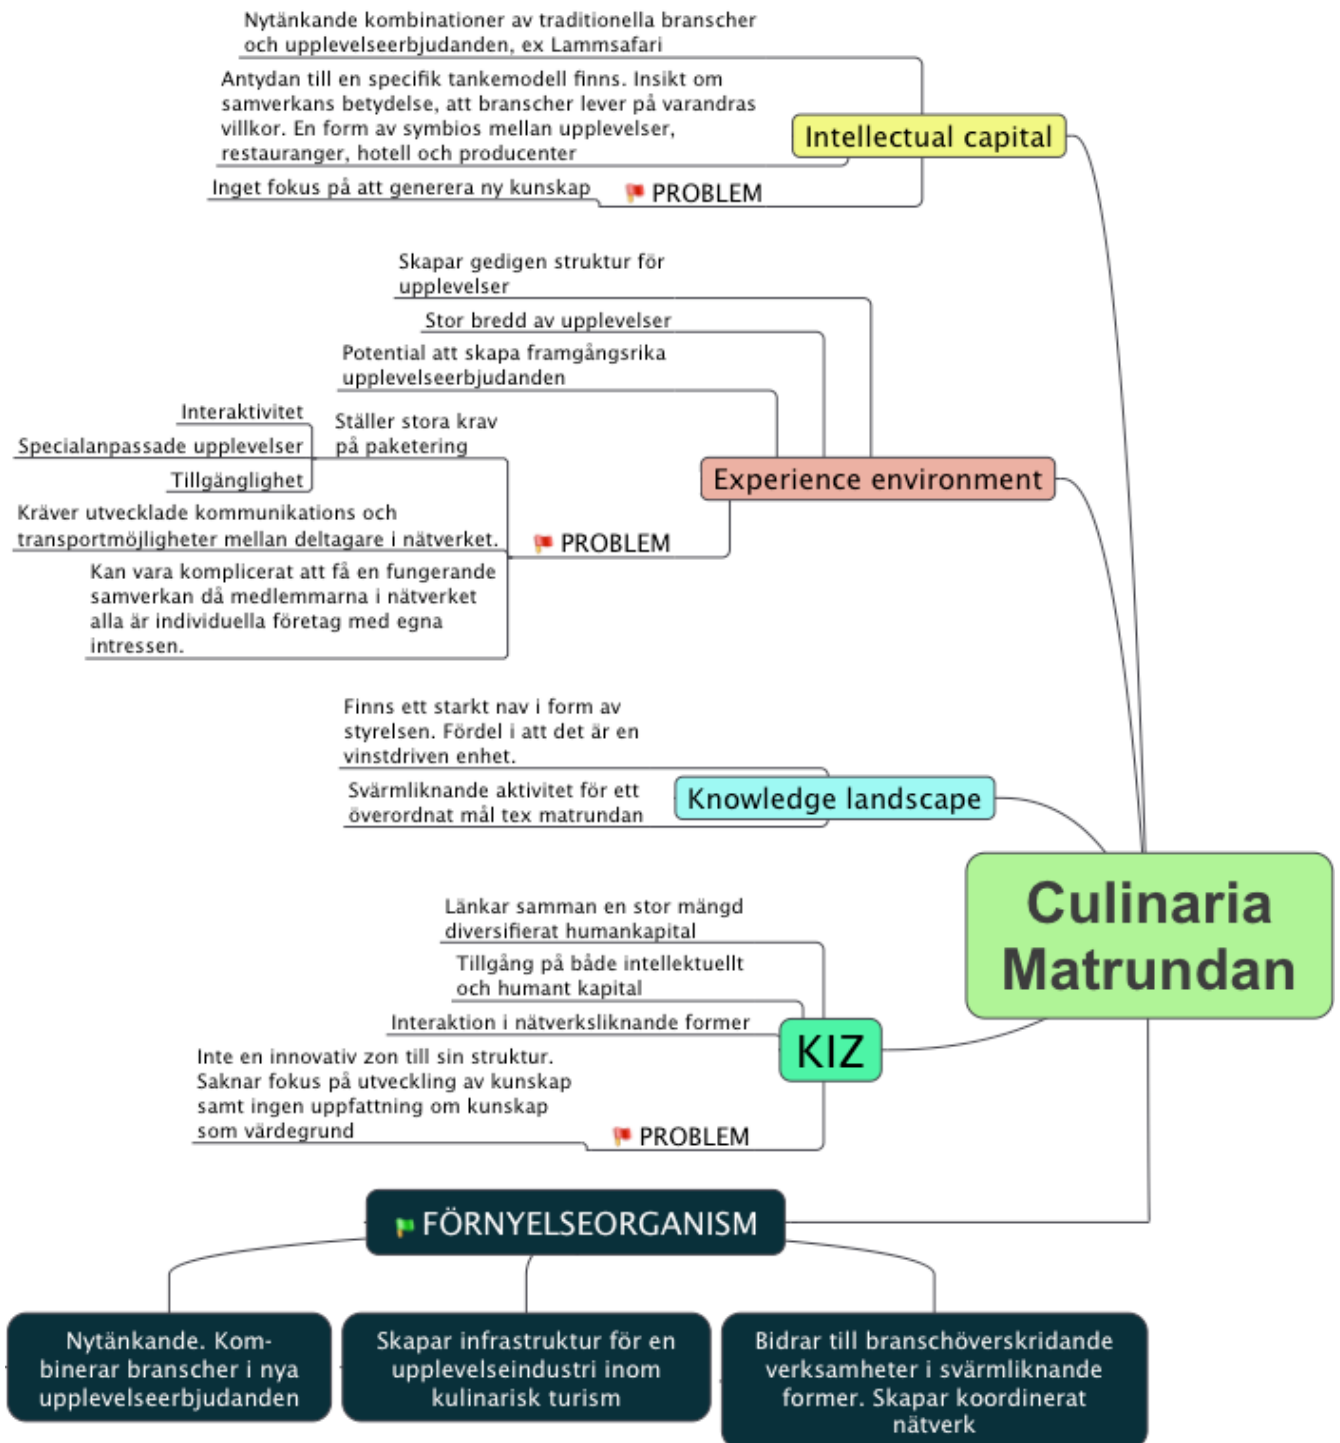 Nytänkande kombinationer av traditionella branscher
och upplevelseerbjudanden, ex Lammsafari
Antydan till en specifik tankemodell finns. Insikt om
samverkans betydelse, att branscher lever på varandras
villkor. En form av symbios mellan upplevelser,
restauranger, hotell och producenter
Intellectual capital
Inget fokus på att generera ny kunskap
PROBLEM
Skapar gedigen struktur för
upplevelser
Stor bredd av upplevelser
Potential att skapa framgångsrika
upplevelseerbjudanden
Interaktivitet
Specialanpassade upplevelser
Tillgänglighet
Ställer stora krav
på paketering
Experience environment
Kräver utvecklade kommunikations och
transportmöjligheter mellan deltagare i nätverket.
PROBLEM
Kan vara komplicerat att få en fungerande
samverkan då medlemmarna i nätverket
alla är individuella företag med egna
intressen.
Finns ett starkt nav i form av
styrelsen. Fördel i att det är en
vinstdriven enhet.
Svärmliknande aktivitet för ett
överordnat mål tex matrundan
Knowledge landscape
Culinaria
Matrundan
Länkar samman en stor mängd
diversifierat humankapital
Tillgång på både intellektuellt
och humant kapital
Interaktion i nätverksliknande former
KIZ
Inte en innovativ zon till sin struktur.
Saknar fokus på utveckling av kunskap
samt ingen uppfattning om kunskap
som värdegrund
PROBLEM
FÖRNYELSEORGANISM
Nytänkande. Kom-
binerar branscher i nya
upplevelseerbjudanden
Skapar infrastruktur för en
upplevelseindustri inom
kulinarisk turism
Bidrar till branschöverskridande
verksamheter i svärmliknande
former. Skapar koordinerat
nätverk